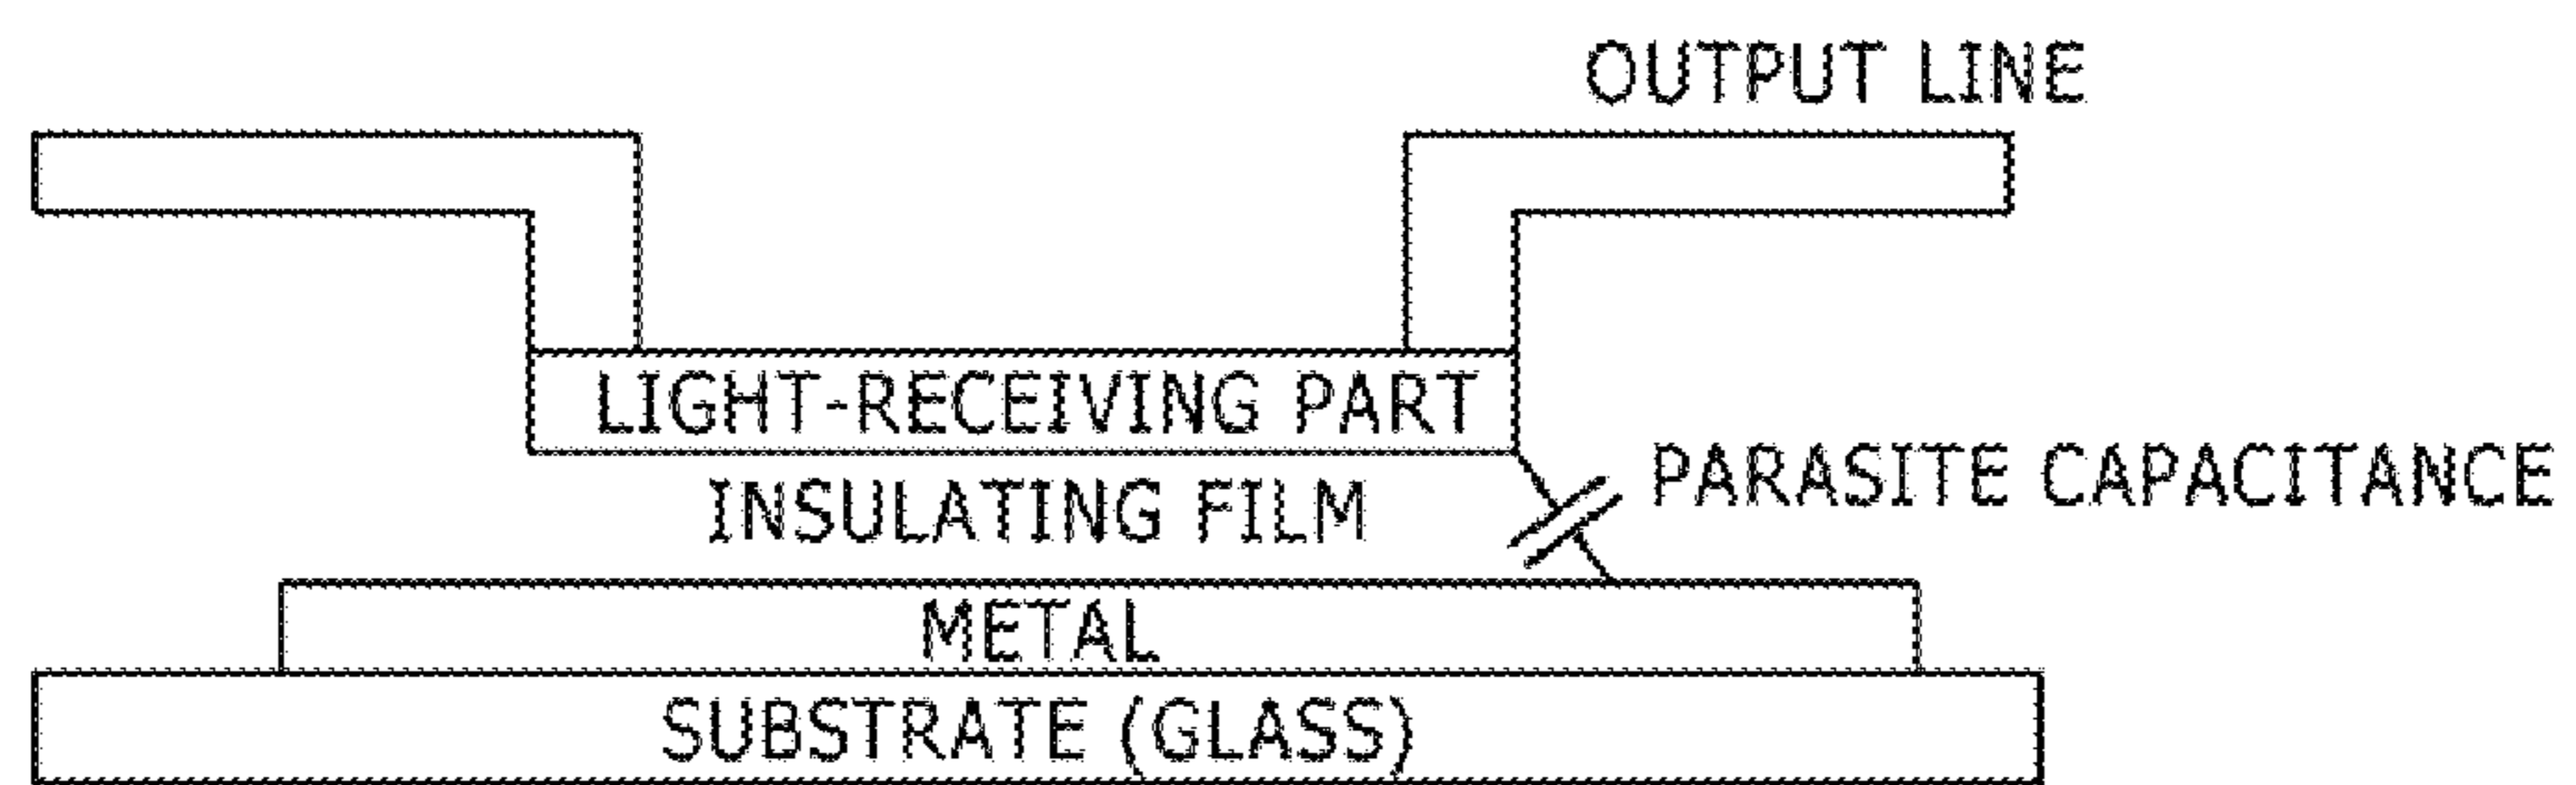 OUTPUT LINE
LIGHT-RECEIVING PART
PARASITE CAPACITANCE
INSULATING FILM
METAL
SUBSTRATE (GLASS)